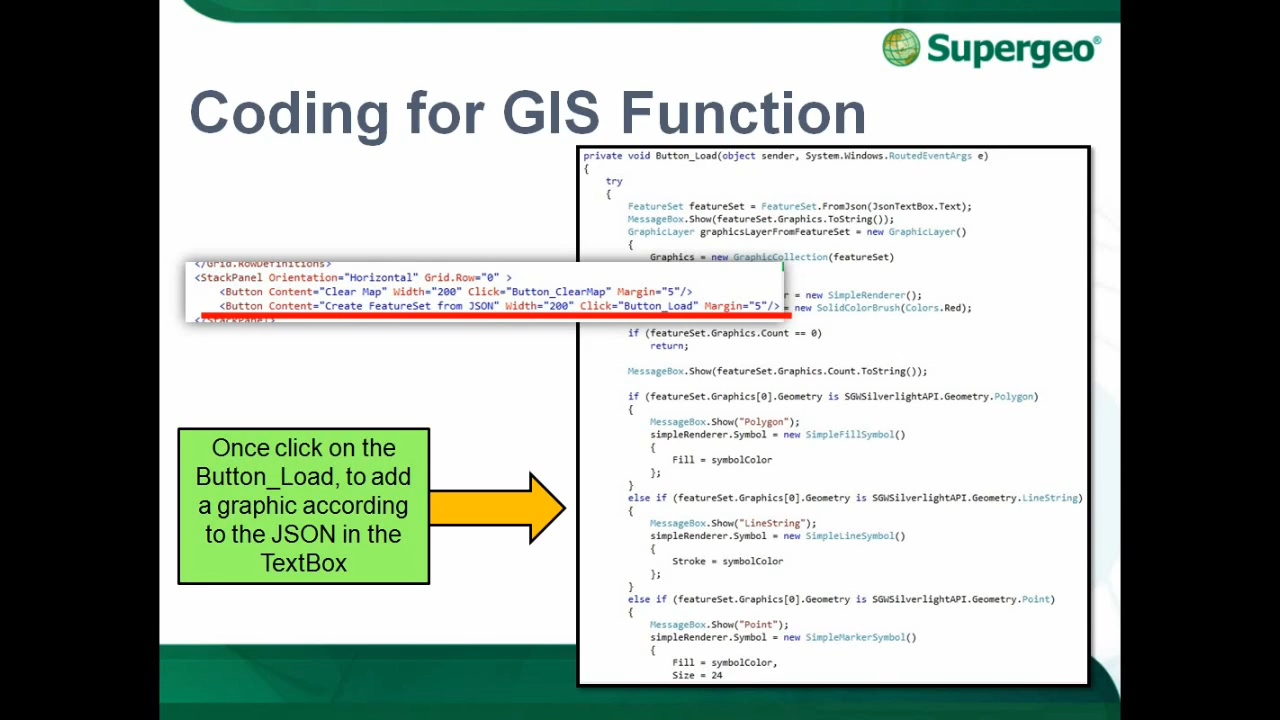 Supergeo®
Coding for GIS Function
private void Button_Load(object sender, System.Windows.RoutedEventArgs e)
{
try
{
FeatureSet featureSet = FeatureSet.FromJson(JsonTextBox.Text);
MessageBox.Show(featureSet.Graphics.ToString());
GraphicLayer graphicsLayerFromFeatureSet = new GraphicLayer()
{
Graphics = new GraphicCollection(featureSet)
</Grid.RowDefinitions>
<StackPanel Orientation="Horizontal" Grid.Row="0" >
<Button Content="Clear Map" Width="200" Click="Button_ClearMap" Margin="5"/>
<Button Content="Create FeatureSet from JSON" Width="200" Click="Button_Load" Margin="5"/>
</StackPanel>
r = new SimpleRenderer();
= new SolidColorBrush(Colors.Red);
if (featureSet.Graphics.Count == 0)
return;
MessageBox.Show(featureSet.Graphics.Count.ToString());
if (featureSet.Graphics[0].Geometry is SGWSilverlightAPI.Geometry.Polygon)
{
MessageBox.Show("Polygon");
simpleRenderer.Symbol = new SimpleFillSymbol()
{
Fill = symbolColor
};
}
else if (featureSet.Graphics[0].Geometry is SGWSilverlightAPI.Geometry.LineString)
{
MessageBox.Show("LineString");
simpleRenderer.Symbol = new SimpleLineSymbol()
{
Stroke = symbolColor
};
}
else if (featureSet.Graphics[0].Geometry is SGWSilverlightAPI.Geometry.Point)
{
MessageBox.Show("Point");
simpleRenderer.Symbol = new SimpleMarkerSymbol()
{
Fill = symbolColor,
Size = 24
Once click on the
Button_Load, to add
a graphic according
to the JSON in the
TextBox